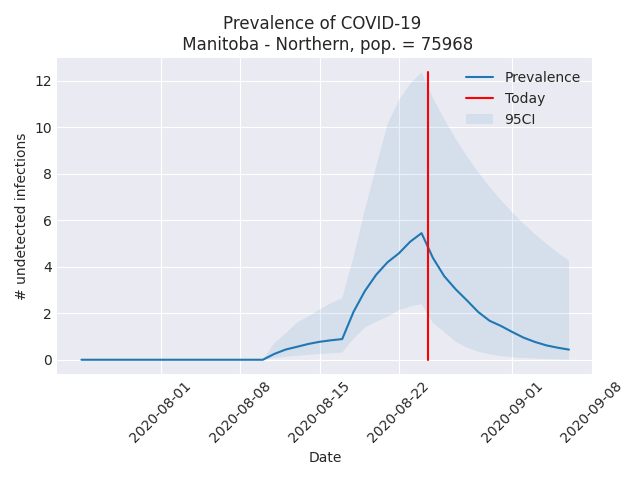 Prevalence of COVID-19
Manitoba - Northern, pop. = 75968
Prevalence
Today
95CI
# undetected infections
12
10
8
6
4
2
0
2020-08-01
2020-08-08
2020-08-15
2020-08-22
2020-09-01
2020-09-08
Date